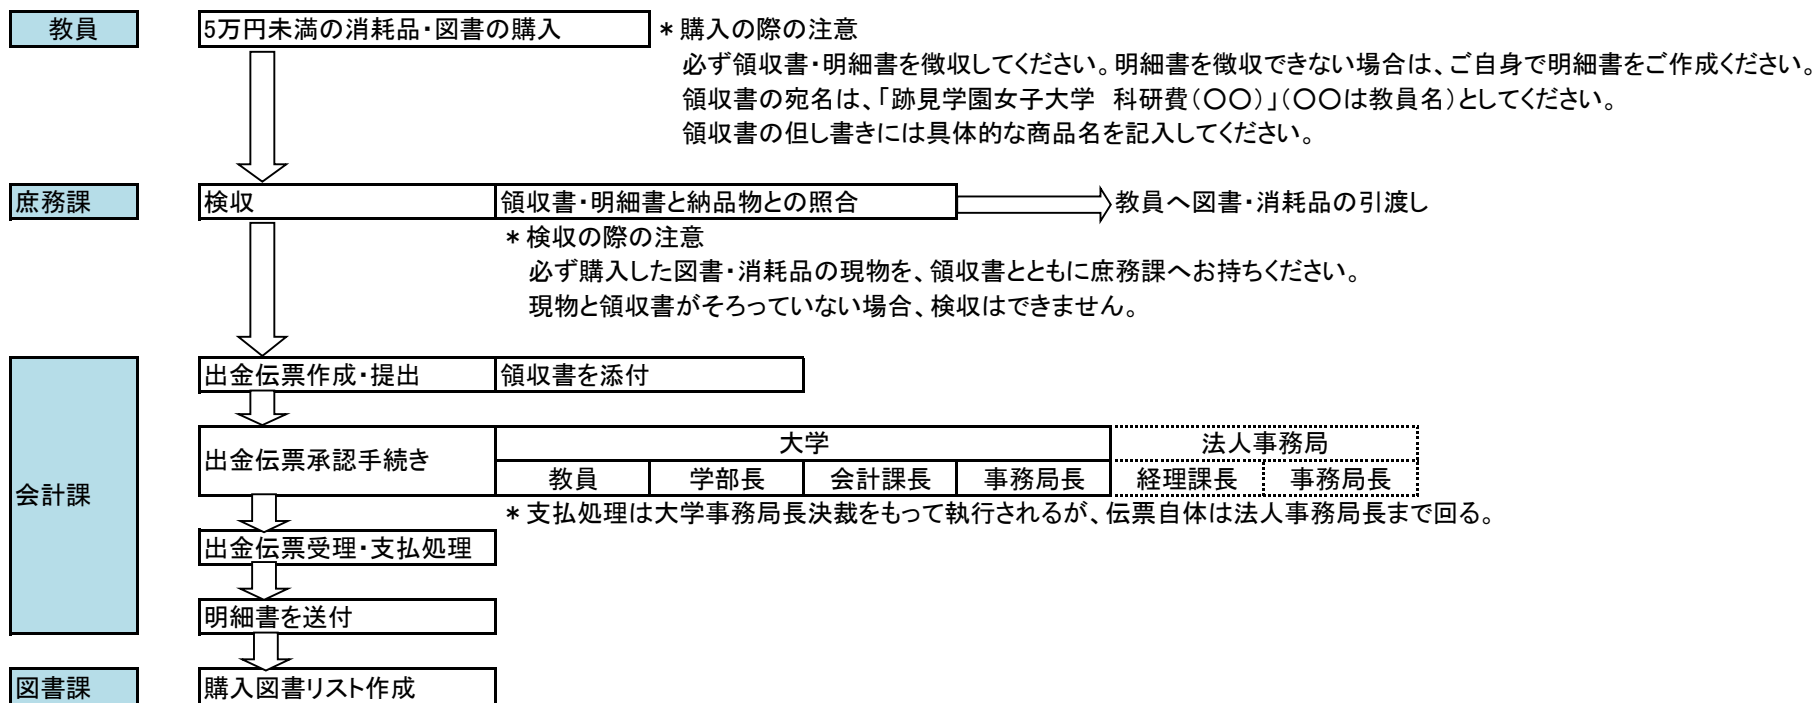 教員
5万円未満の消耗品・図書の購入
*購入の際の注意
必ず領収書・明細書を徴収してください。明細書を徴収できない場合は、ご自身で明細書をご作成ください。
領収書の宛名は、「跡見学園女子大学　科研費(〇〇)」(〇〇は教員名)としてください。
領収書の但し書きには具体的な商品名を記入してください。
庶務課
検収
領収書・明細書と納品物との照合
教員へ図書・消耗品の引渡し
*検収の際の注意
必ず購入した図書・消耗品の現物を、領収書とともに庶務課へお持ちください。
現物と領収書がそろっていない場合、検収はできません。
会計課
出金伝票作成・提出
領収書を添付
出金伝票承認手続き
大学
法人事務局
教員
学部長
会計課長
事務局長
経理課長
事務局長
*支払処理は大学事務局長決裁をもって執行されるが、伝票自体は法人事務局長まで回る。
出金伝票受理・支払処理
明細書を送付
図書課
購入図書リスト作成